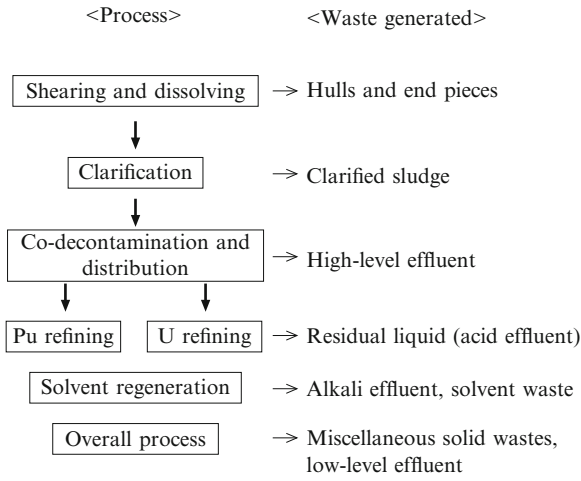 <Process>
<Waste generated>
Shearing and dissolving
Hulls and end pieces
Clarification
Clarified sludge
Co-decontamination and
distribution
High-level effluent
Pu refining
U refining
Residual liquid (acid effluent)
Solvent regeneration
Alkali effluent, solvent waste
Overall process
Miscellaneous solid wastes,
low-level effluent